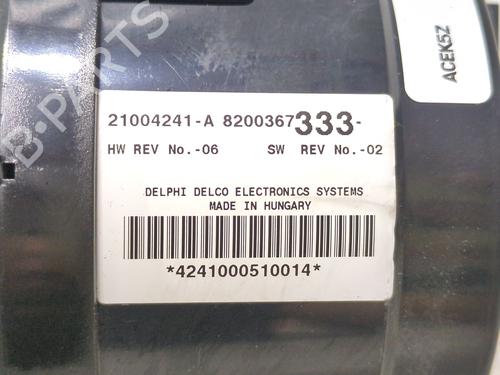 B-PARTS
ACEK5Z
21004241-A 8200367333-
HW REV No.-06 SW REV No.-02
DELPHI DELCO ELECTRONICS SYSTEMS
MADE IN HUNGARY
*4241000510014*